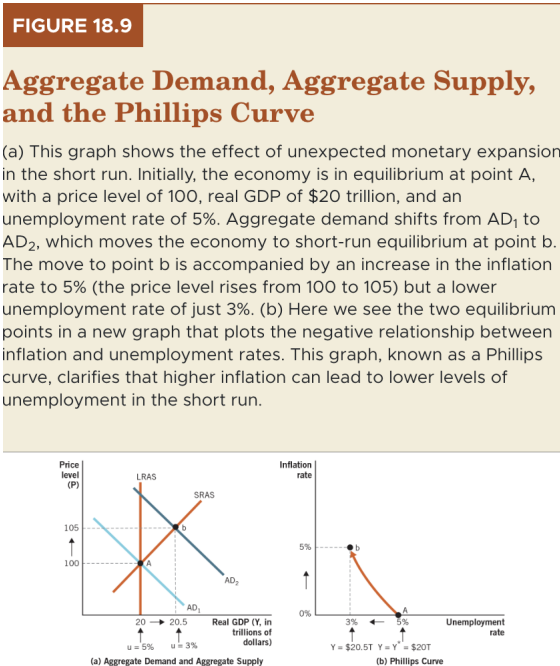 FIGURE 18.9
Aggregate Demand, Aggregate Supply,
and the Phillips Curve
(a) This graph shows the effect of unexpected monetary expansion
in the short run. Initially, the economy is in equilibrium at point A,
with a price level of 100, real GDP of $20 trillion, and an
unemployment rate of 5%. Aggregate demand shifts from AD₁ to
AD₂, which moves the economy to short-run equilibrium at point b.
The move to point b is accompanied by an increase in the inflation
rate to 5% (the price level rises from 100 to 105) but a lower
unemployment rate of just 3%. (b) Here we see the two equilibrium
points in a new graph that plots the negative relationship between
inflation and unemployment rates. This graph, known as a Phillips
curve, clarifies that higher inflation can lead to lower levels of
unemployment in the short run.
Price
level
(P)
LRAS
SRAS
105
b
100
A
AD₂
AD₁
20
20.5
Real GDP (Y, in
trillions of
dollars)
u = 5%
u = 3%
(a) Aggregate Demand and Aggregate Supply
Inflation
rate
5%
b
0%
A
3%
5%
Unemployment
rate
Y = $20.5T
Y = Y* = $20T
(b) Phillips Curve